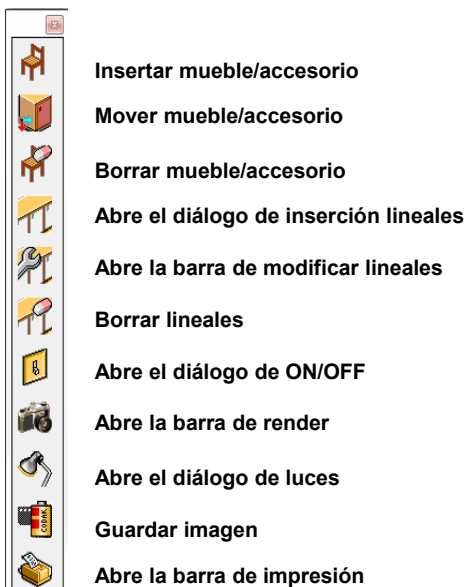 Insertar mueble/accesorio
Mover mueble/accesorio
Borrar mueble/accesorio
Abre el diálogo de inserción lineales
Abre la barra de modificar lineales
Borrar lineales
Abre el diálogo de ON/OFF
Abre la barra de render
Abre el diálogo de luces
CODAK
Guardar imagen
Abre la barra de impresión